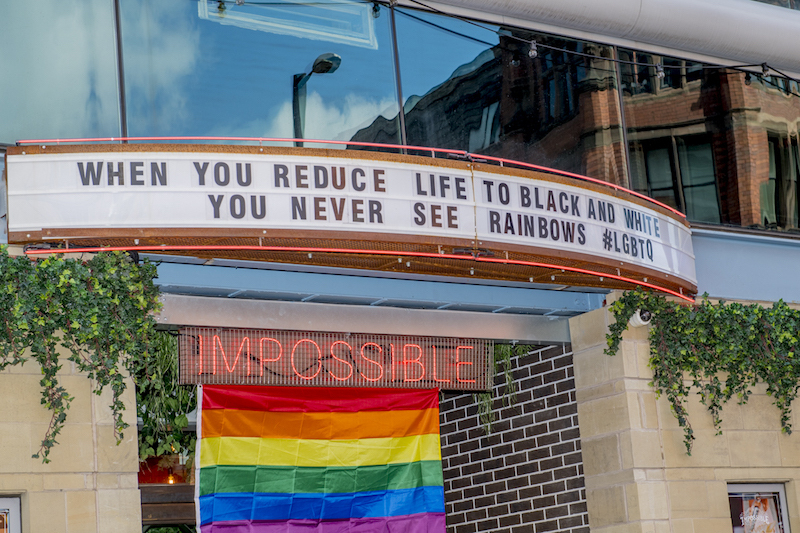 WHEN YOU REDUCE LIFE TO BLACK AND WHITE
YOU NEVER SEE RAINBOWS #LGBTQ
IMPOSSIBLE